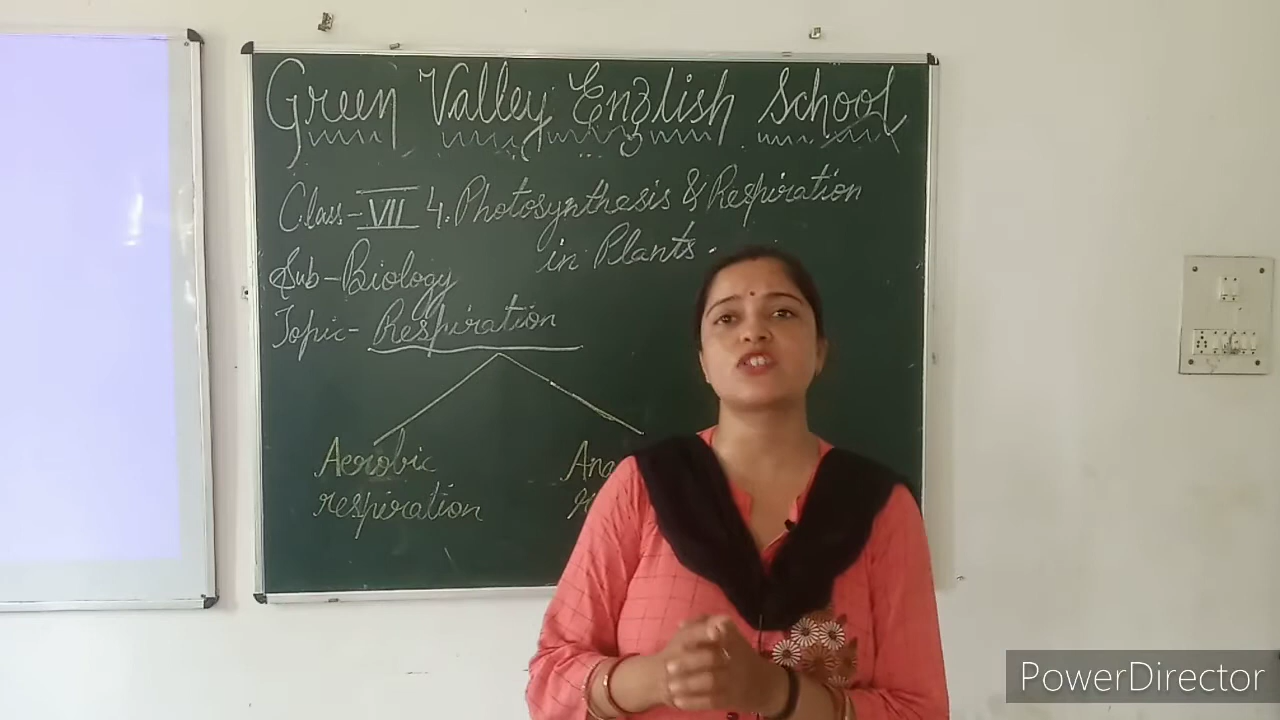 Green Valley English School
Class-VII 4. Photosynthesis & Respiration
in Plants.
Sub-Biology
Topic- Respiration
Aerobic
respiration
PowerDirector